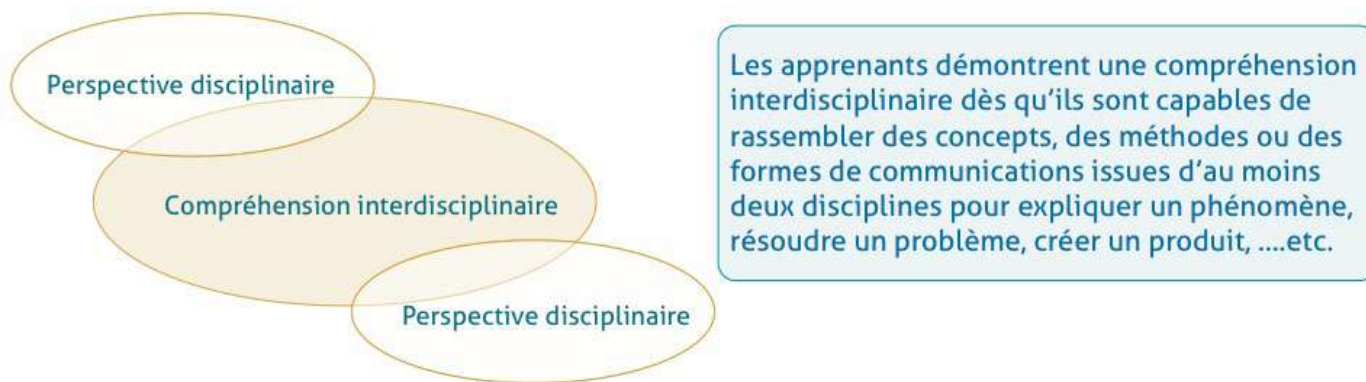 Perspective disciplinaire
Compréhension interdisciplinaire
Perspective disciplinaire
Les apprenants démontrent une compréhension
interdisciplinaire dès qu'ils sont capables de
rassembler des concepts, des méthodes ou des
formes de communications issues d'au moins
deux disciplines pour expliquer un phénomène,
résoudre un problème, créer un produit, ....etc.